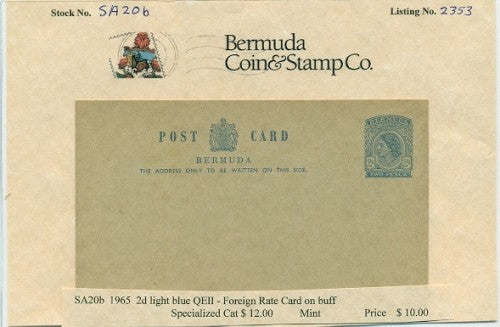 Stock No. SA20b Listing No. 2353
Bermuda
Coin&Stamp Co.
POST CARD
BERMUDA
THE ADDRESS ONLY TO BE WRITTEN ON THIS SIDE.
BERMUDA
2d 2d
TWO PENCE
SA20b 1965 2d light blue QEII - Foreign Rate Card on buff
Specialized Cat $ 12.00 Mint Price $ 10.00